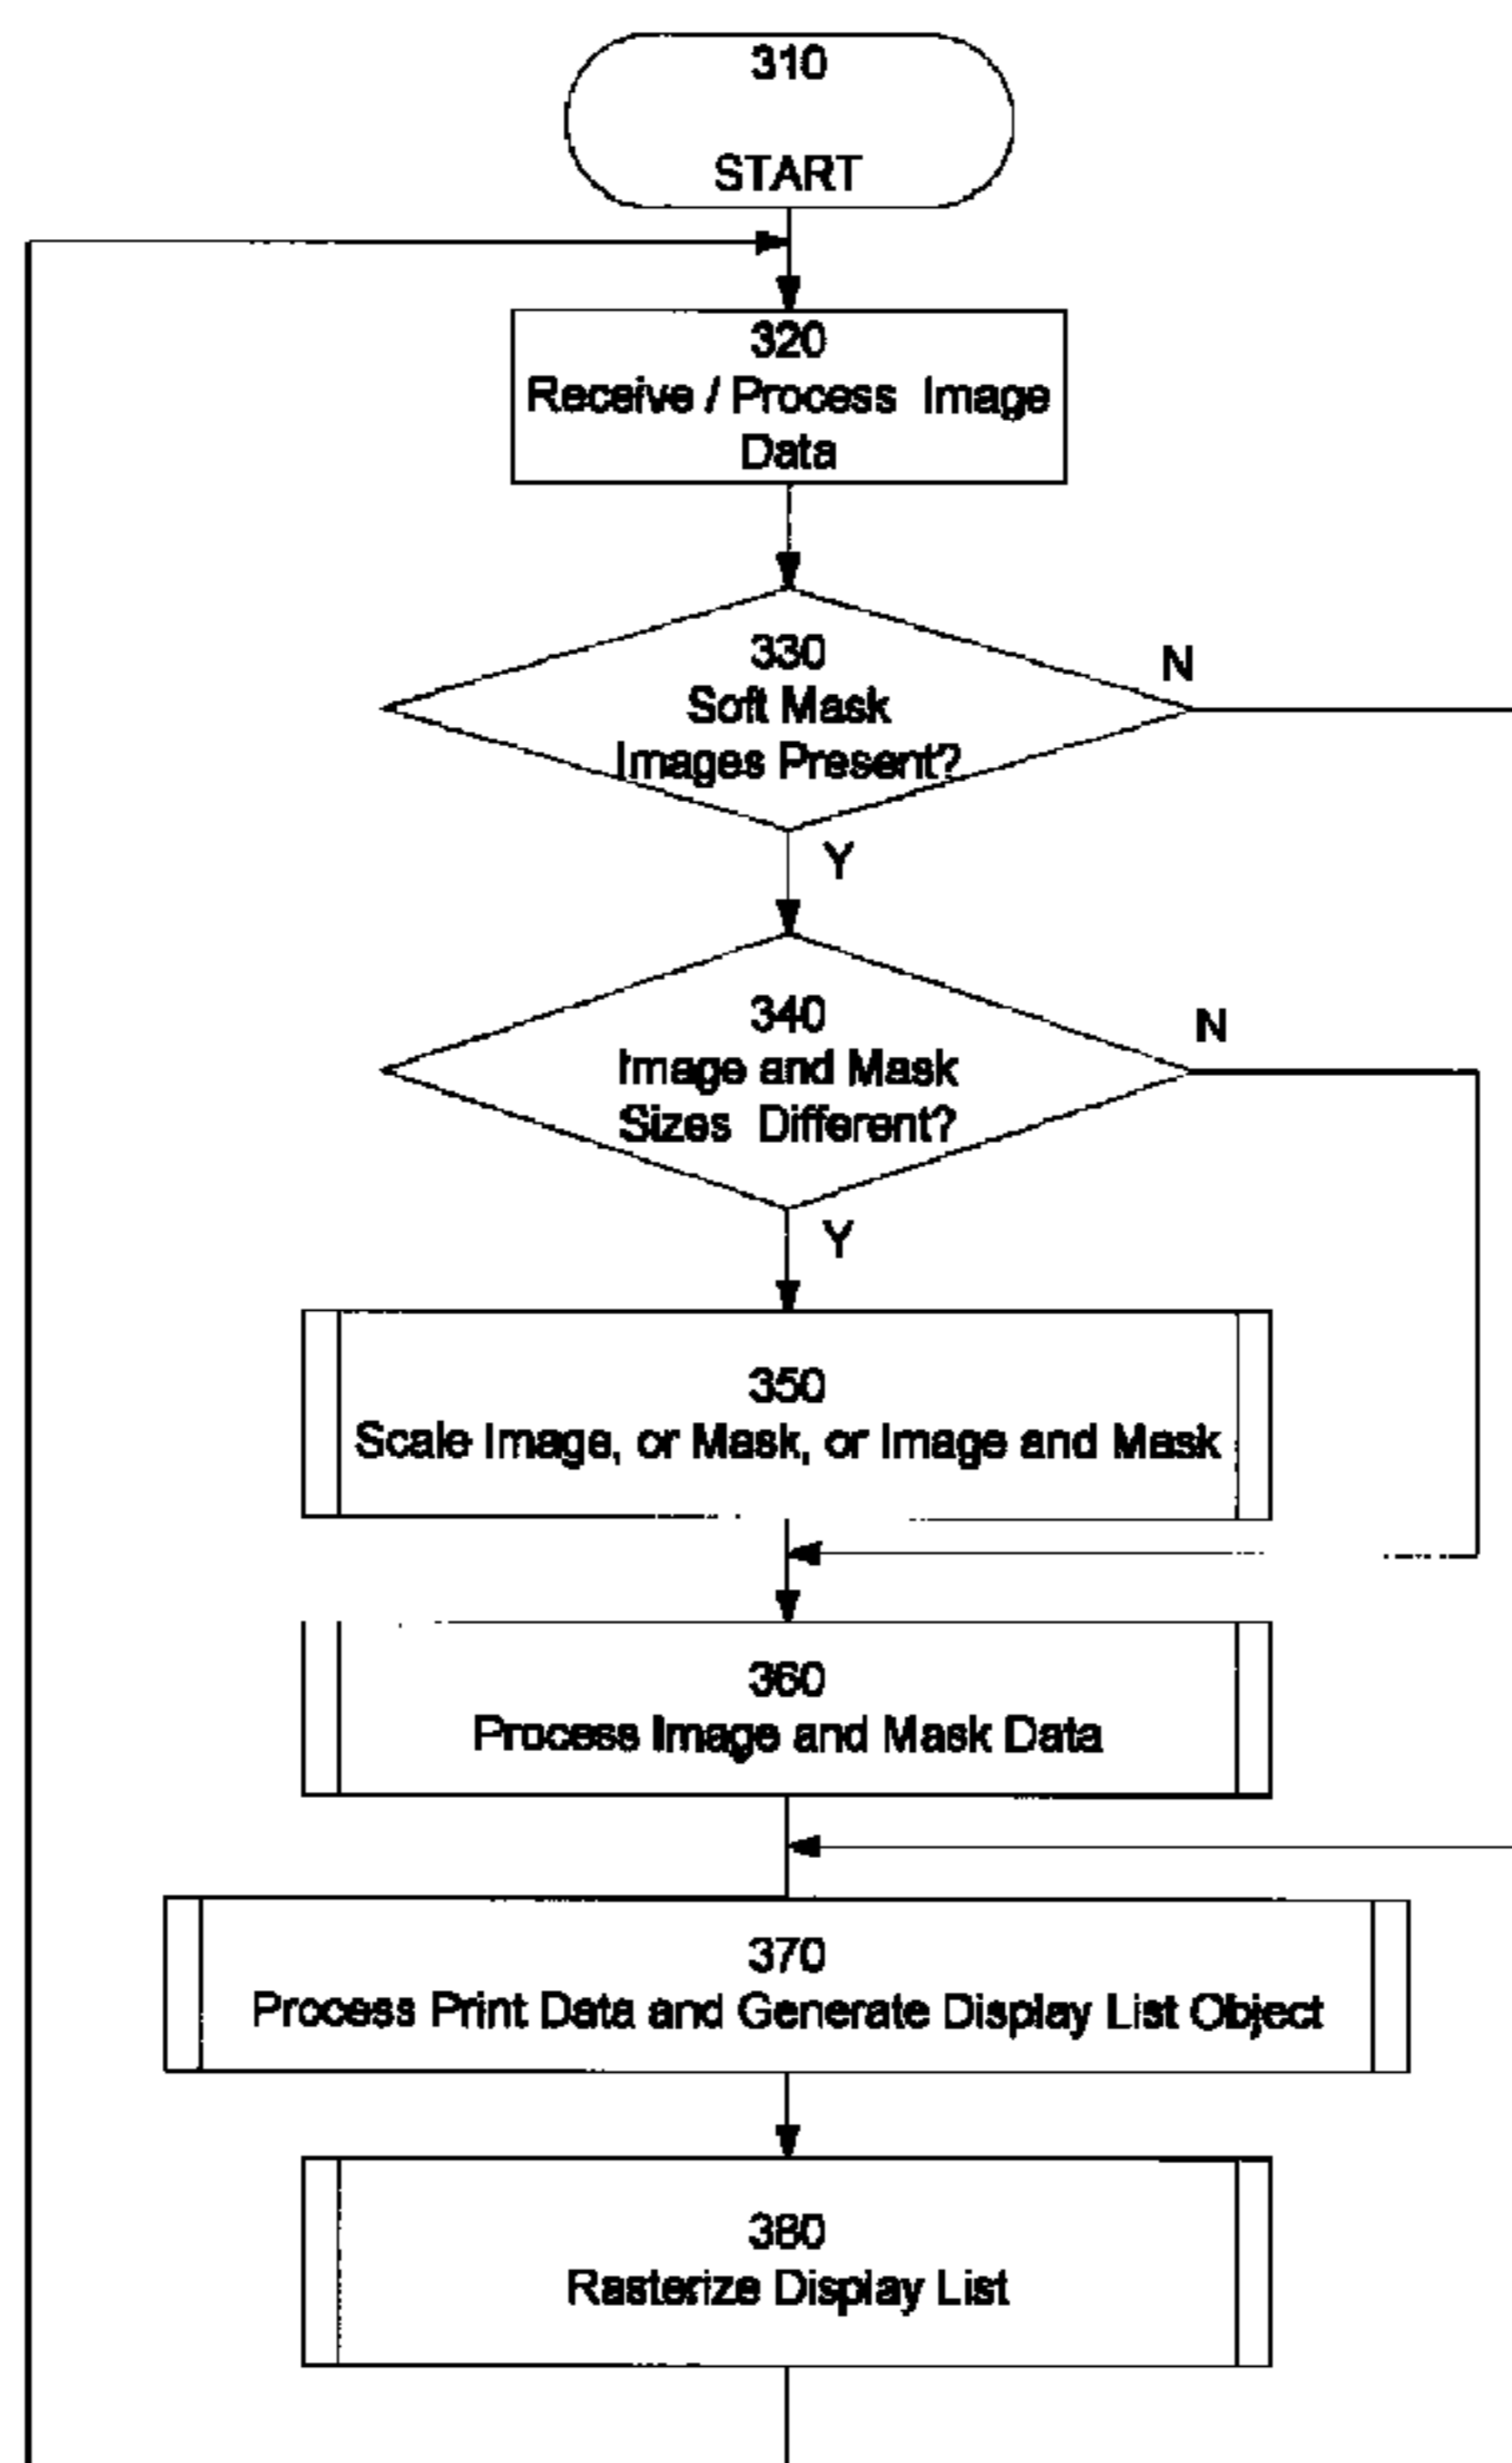 310
START
320
Receive / Process Image
Data
330
Soft Mask
Images Present?
N
Y
340
Image and Mask
Sizes Different?
N
Y
350
Scale Image, or Mask, or Image and Mask
360
Process Image and Mask Data
370
Process Print Data and Generate Display List Object
380
Rasterize Display List